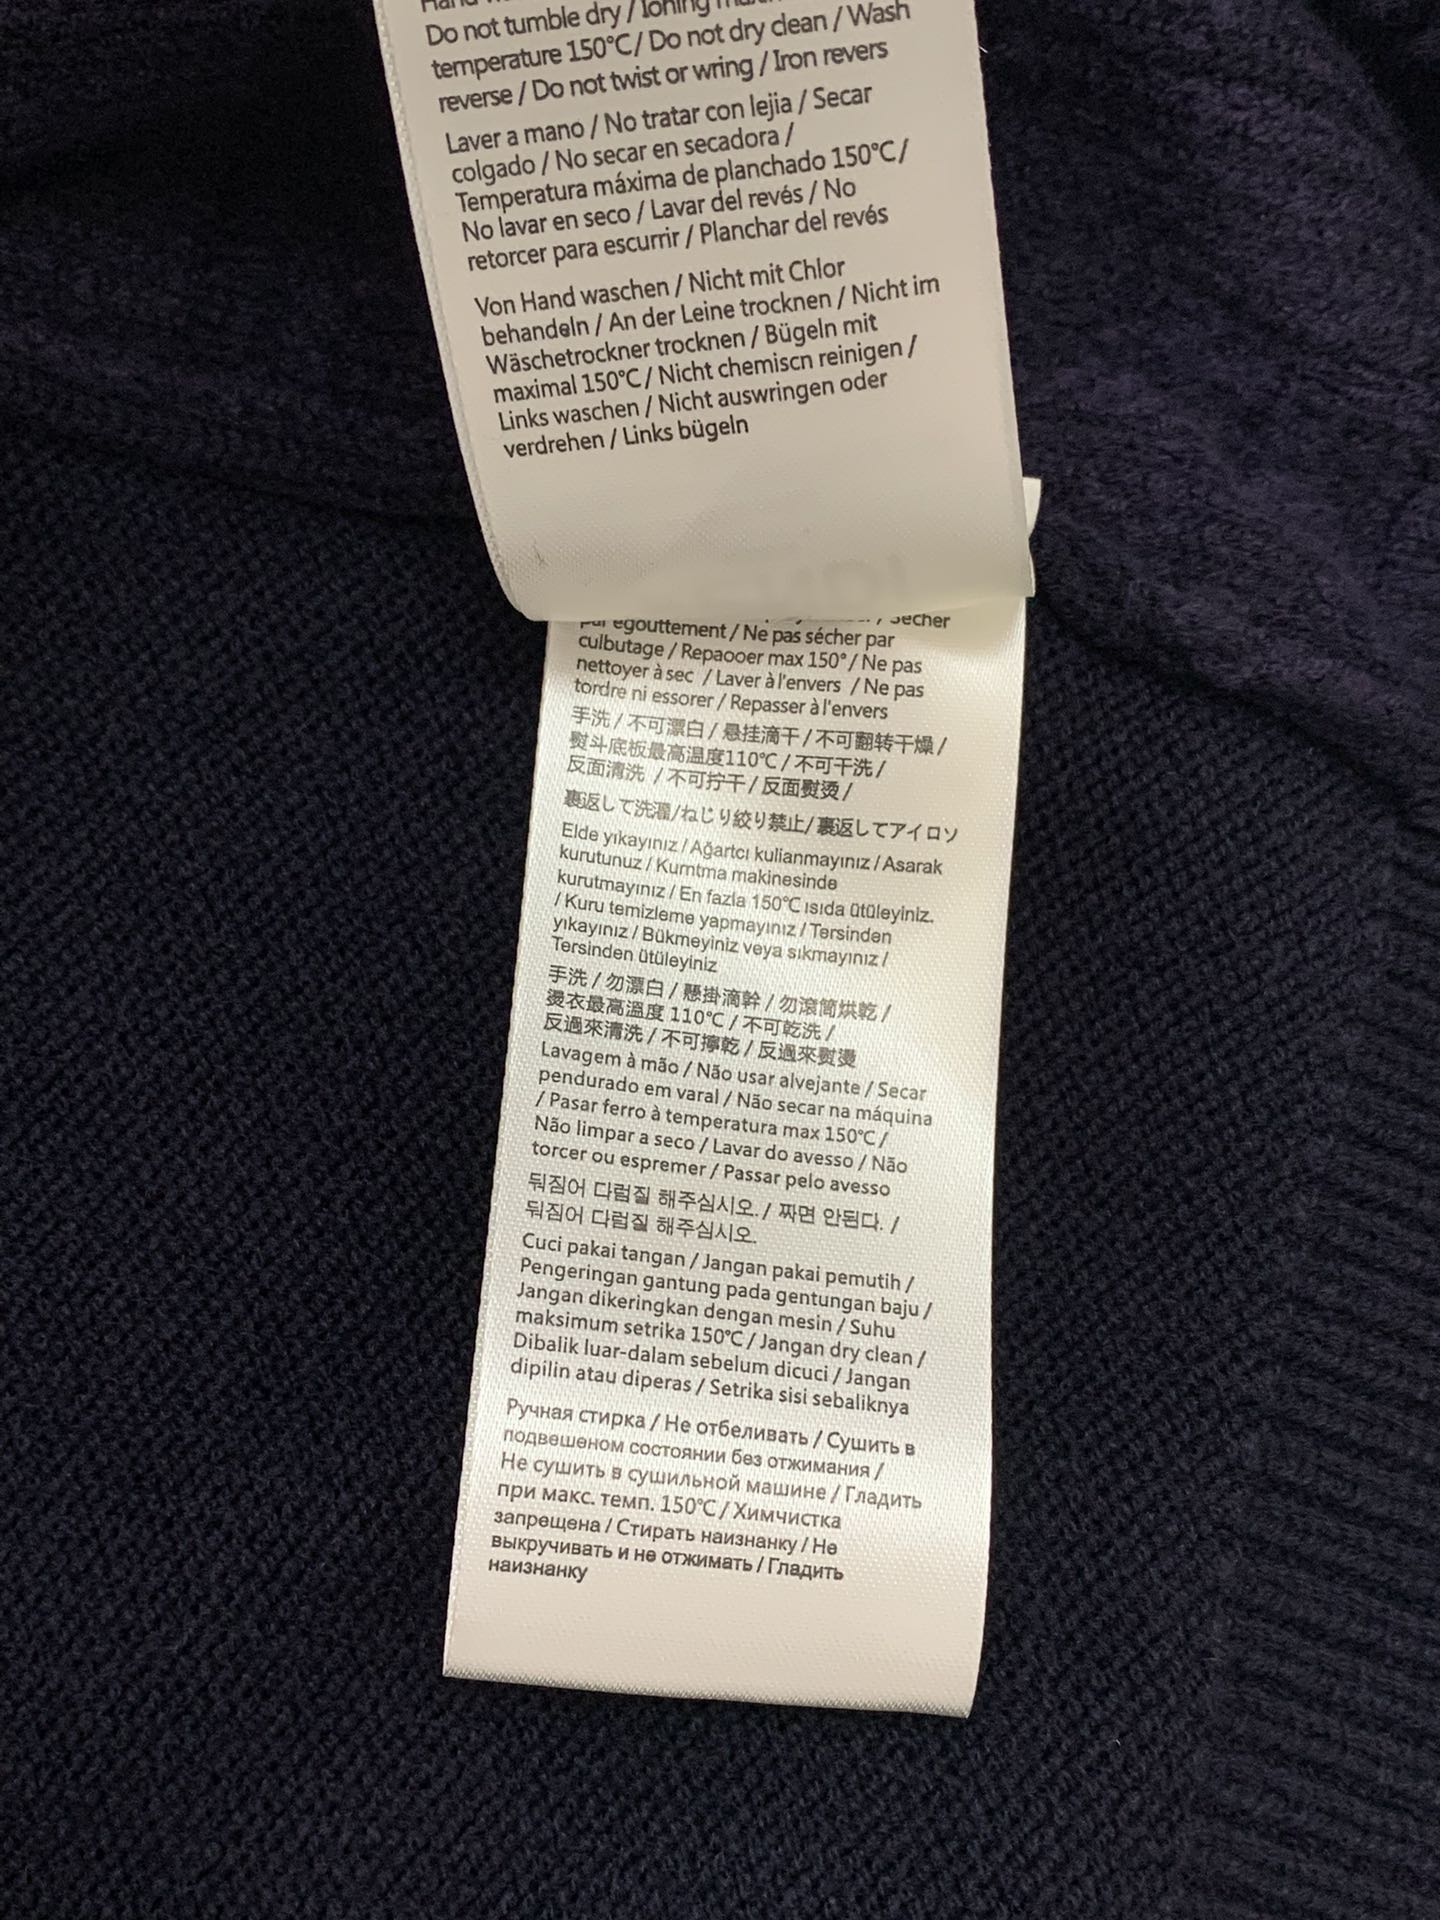 Do not tumble dry / Ioning
temperature 150℃ / Do not dry clean / Wash
reverse / Do not twist or wring / Iron revers
Laver a mano / No tratar con lejia / Secar
colgado / No secar en secadora /
Temperatura máxima de planchado 150℃ /
No lavar en seco / Lavar del revés / No
retorcer para escurrir / Planchar del revés
Von Hand waschen / Nicht mit Chlor
behandeln / An der Leine trocknen / Nicht im
Wäschetrockner trocknen / Bügeln mit
maximal 150℃ / Nicht chemiscn reinigen /
Links waschen / Nicht auswringen oder
verdrehen / Links bügeln
/ Sécher
par égouttement / Ne pas sécher par
culbutage / Repaooer max 150° / Ne pas
nettoyer à sec / Laver à l'envers / Ne pas
tordre ni essorer / Repasser à l'envers
手洗 / 不可漂白 / 悬挂滴干 / 不可翻转干燥 /
熨斗底板最高温度110℃ / 不可干洗 /
反面清洗 / 不可拧干 / 反面熨烫 /
裏返して洗濯/ねじり絞り禁止/裏返してアイロソ
Elde yıkayınız / Ağartcı kulianmayınız / Asarak
kurutunuz / Kurntma makinesinde
kurutmayınız / En fazla 150℃ ısıda ütüleyiniz.
/ Kuru temizleme yapmayınız / Tersinden
yıkayınız / Bükmeyiniz veya sıkmayınız /
Tersinden ütüleyiniz
手洗 / 勿漂白 / 懸掛滴幹 / 勿滾筒烘乾 /
燙衣最高溫度 110℃ / 不可乾洗 /
反過來清洗 / 不可擰乾 / 反過來熨燙
Lavagem à mão / Não usar alvejante / Secar
pendurado em varal / Não secar na máquina
/ Pasar ferro à temperatura max 150℃ /
Não limpar a seco / Lavar do avesso / Não
torcer ou espremer / Passar pelo avesso
둬짐어 다럼질 해주심시오. / 짜면 안된다. /
둬짐어 다럼질 해주심시오.
Cuci pakai tangan / Jangan pakai pemutih /
Pengeringan gantung pada gentungan baju /
Jangan dikeringkan dengan mesin / Suhu
maksimum setrika 150℃ / Jangan dry clean /
Dibalik luar-dalam sebelum dicuci / Jangan
dipilin atau diperas / Setrika sisi sebaliknya
Ручная стирка / Не отбеливать / Сушить в
подвешеном состоянии без отжимания /
Не сушить в сушильной машине / Гладить
при макс. темп. 150℃ / Химчистка
запрещена / Стирать наизнанку / Не
выкручивать и не отжимать / Гладить
наизнанку